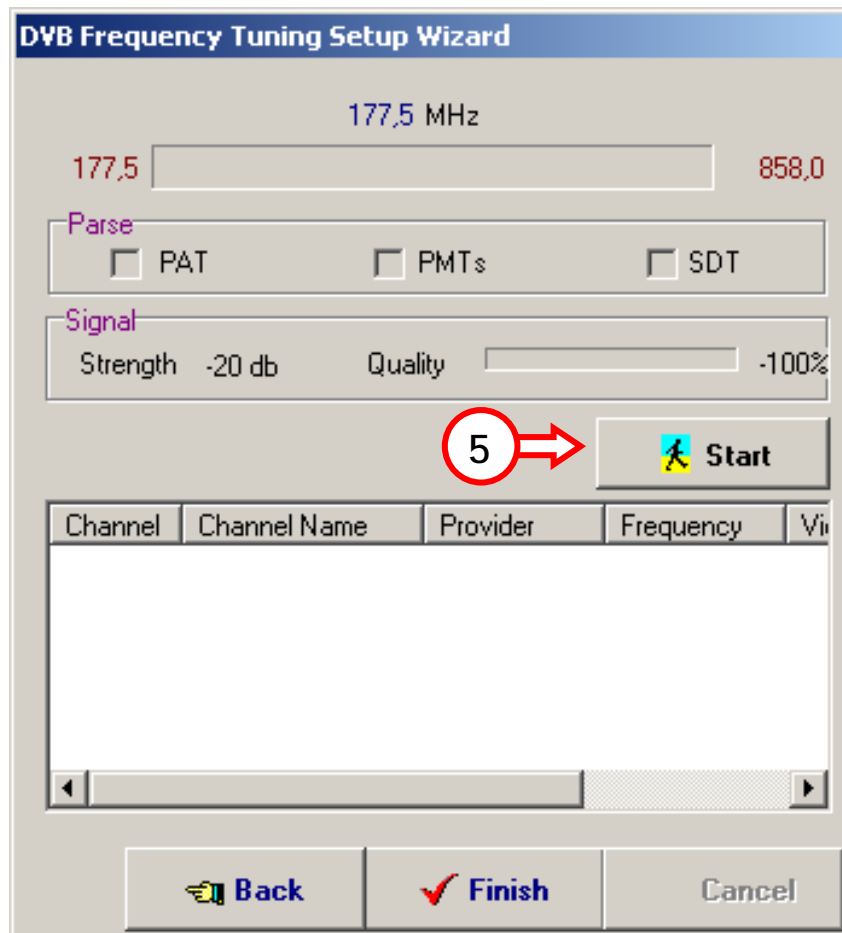 DVB Frequency Tuning Setup Wizard
177,5 MHz
177,5 858,0
Parse
PAT PMTs SDT
Signal
Strength -20 db Quality -100%
5 Start
Channel Channel Name Provider Frequency Vi
Back Finish Cancel